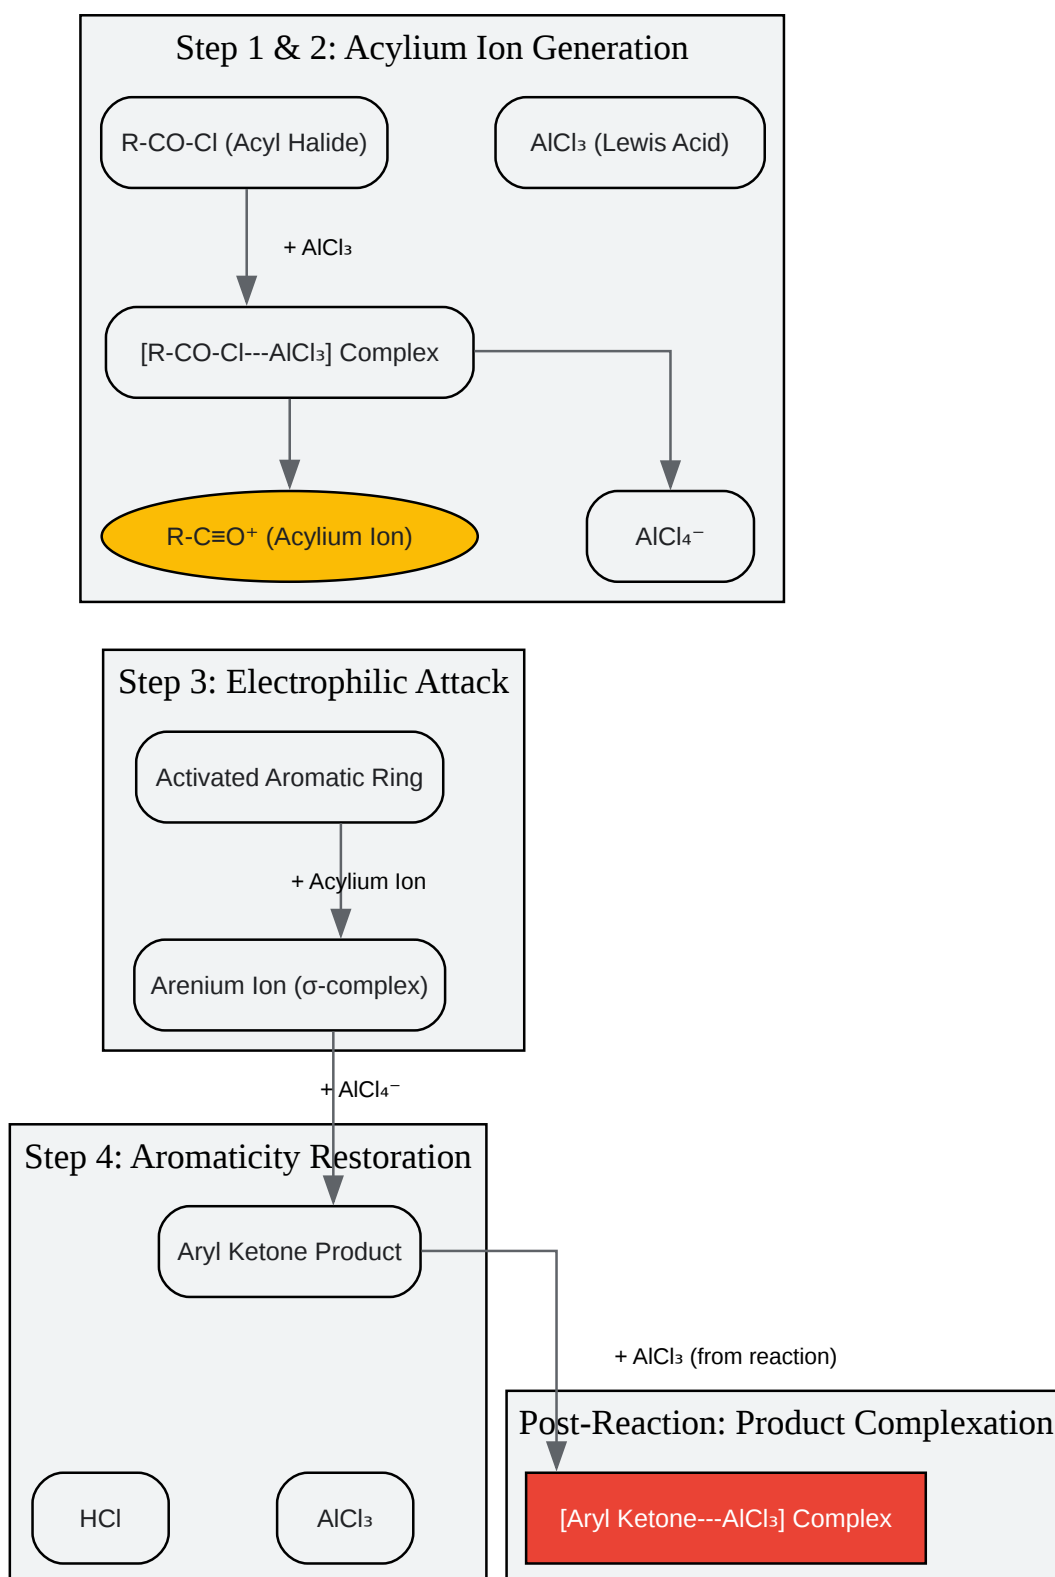 Step 1 & 2: Acylium Ion Generation
R-CO-Cl (Acyl Halide)
AlCl₃ (Lewis Acid)
+ AlCl₃
[R-CO-Cl---AlCl₃] Complex
R-C≡O⁺ (Acylium Ion)
AlCl₄⁻
Step 3: Electrophilic Attack
Activated Aromatic Ring
+ Acylium Ion
Arenium Ion (σ-complex)
+ AlCl₄⁻
Step 4: Aromaticity Restoration
Aryl Ketone Product
+ AlCl₃ (from reaction)
Post-Reaction: Product Complexation
HCl
AlCl₃
[Aryl Ketone---AlCl₃] Complex